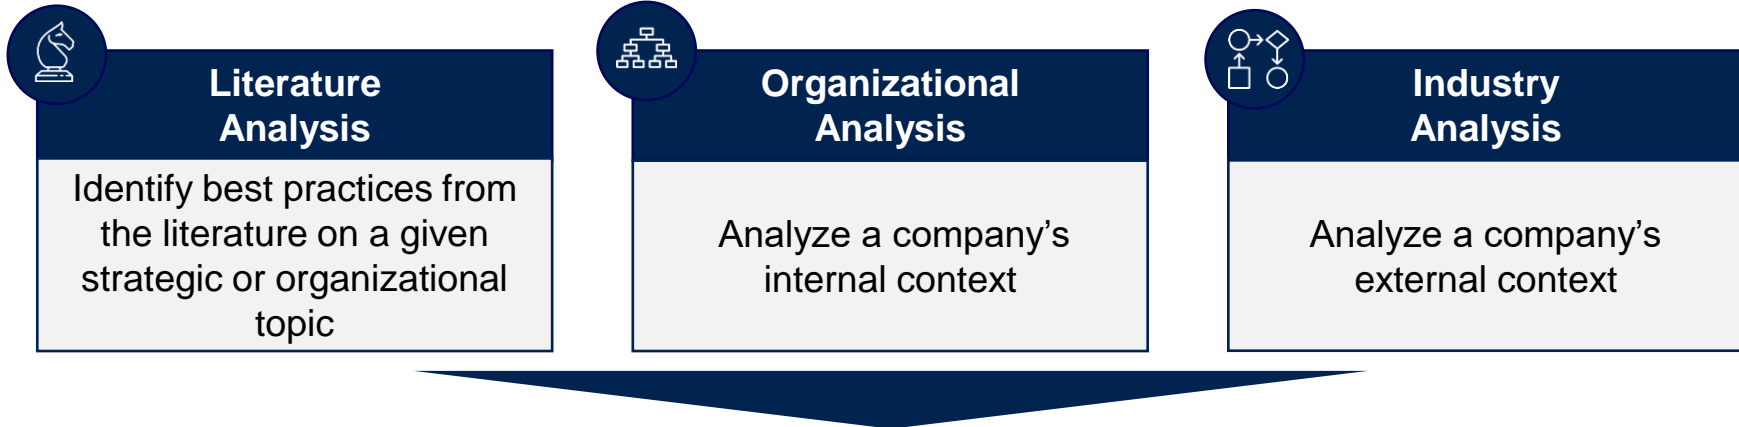 Literature
Analysis
Identify best practices from
the literature on a given
strategic or organizational
topic
Organizational
Analysis
Analyze a company’s
internal context
Industry
Analysis
Analyze a company’s
external context